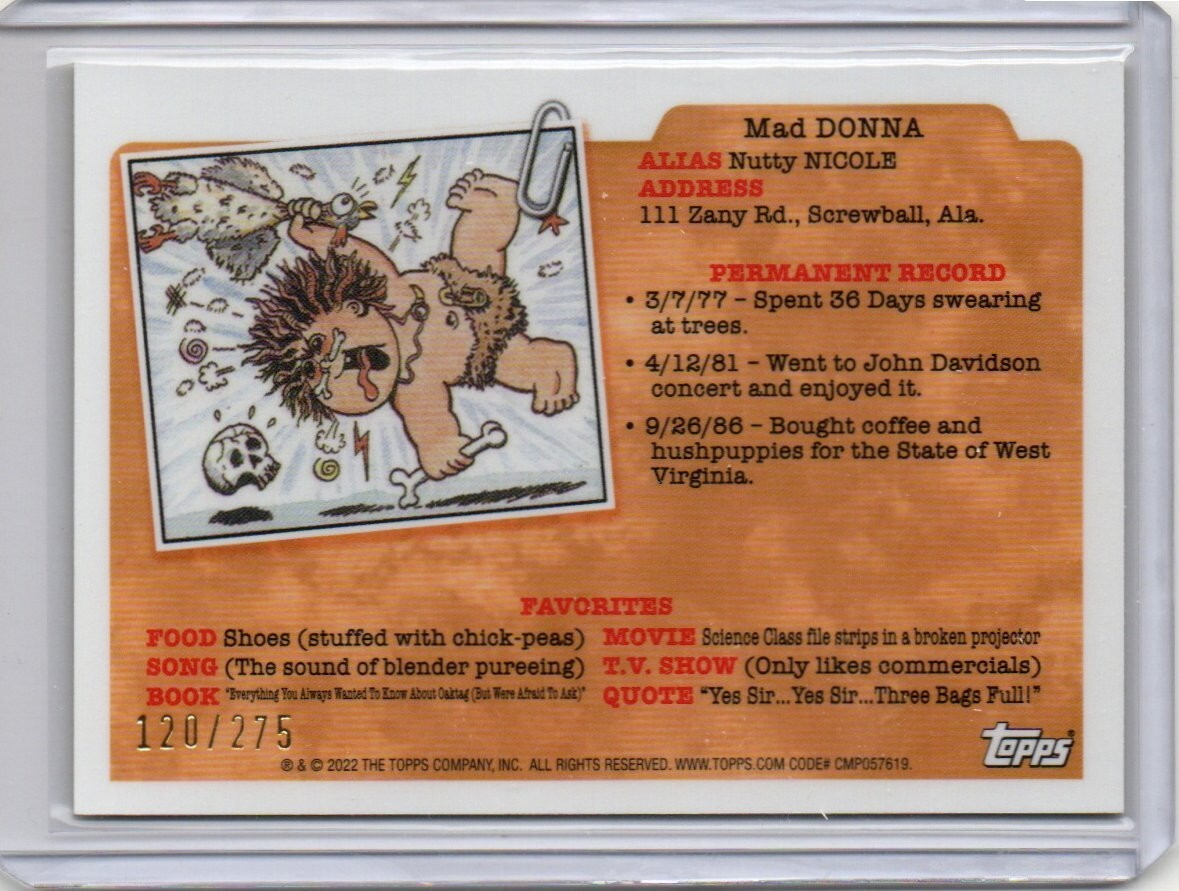 Mad DONNA
ALIAS Nutty NICOLE
ADDRESS
111 Zany Rd., Screwball, Ala.
PERMANENT RECORD
• 3/7/77 – Spent 36 Days swearing
at trees.
• 4/12/81 – Went to John Davidson
concert and enjoyed it.
• 9/26/86 – Bought coffee and
hushpuppies for the State of West
Virginia.
FAVORITES
FOOD Shoes (stuffed with chick-peas)
SONG (The sound of blender pureeing)
BOOK "Everything You Always Wanted To Know About Oaktag (But Were Afraid To Ask)"
MOVIE Science Class file strips in a broken projector
T.V. SHOW (Only likes commercials)
QUOTE "Yes Sir...Yes Sir...Three Bags Full!"
120/275
topps®
® & © 2022 THE TOPPS COMPANY, INC. ALL RIGHTS RESERVED. WWW.TOPPS.COM CODE# CMP057619.